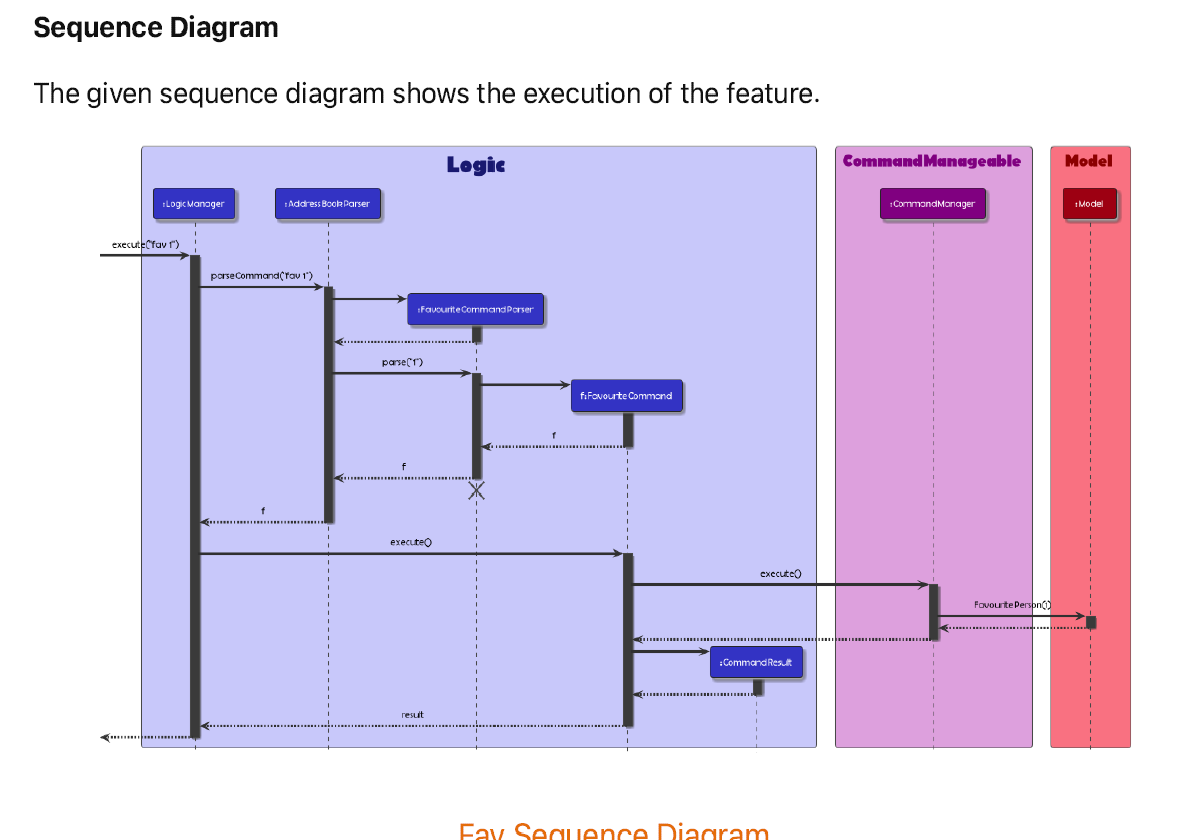 Sequence Diagram
The given sequence diagram shows the execution of the feature.
Logic
CommandManageable
Model
:LogicManager
:AddressBookParser
:CommandManager
:Model
execute("fav 1")
parseCommand("fav 1")
:FavouriteCommandParser
parse("1")
f:FavouriteCommand
f
f
f
execute()
execute()
FavouritePerson(1)
:CommandResult
result
Fav Sequence Diagram